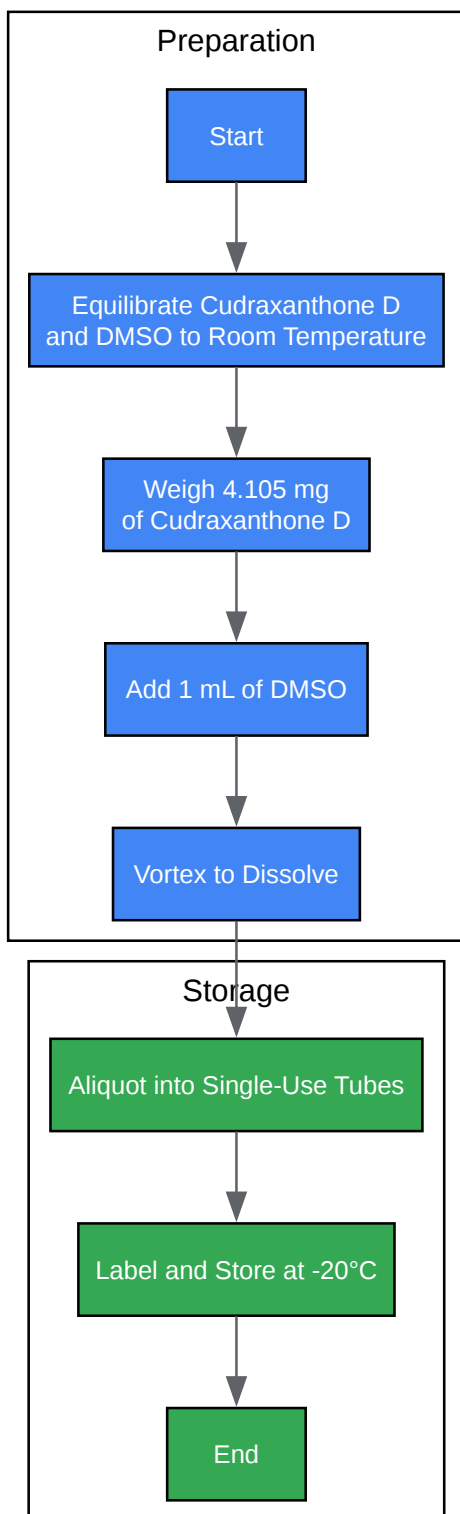 Preparation
Start
Equilibrate Cudraxanthone D
and DMSO to Room Temperature
Weigh 4.105 mg
of Cudraxanthone D
Add 1 mL of DMSO
Vortex to Dissolve
Storage
Aliquot into Single-Use Tubes
Label and Store at -20°C
End